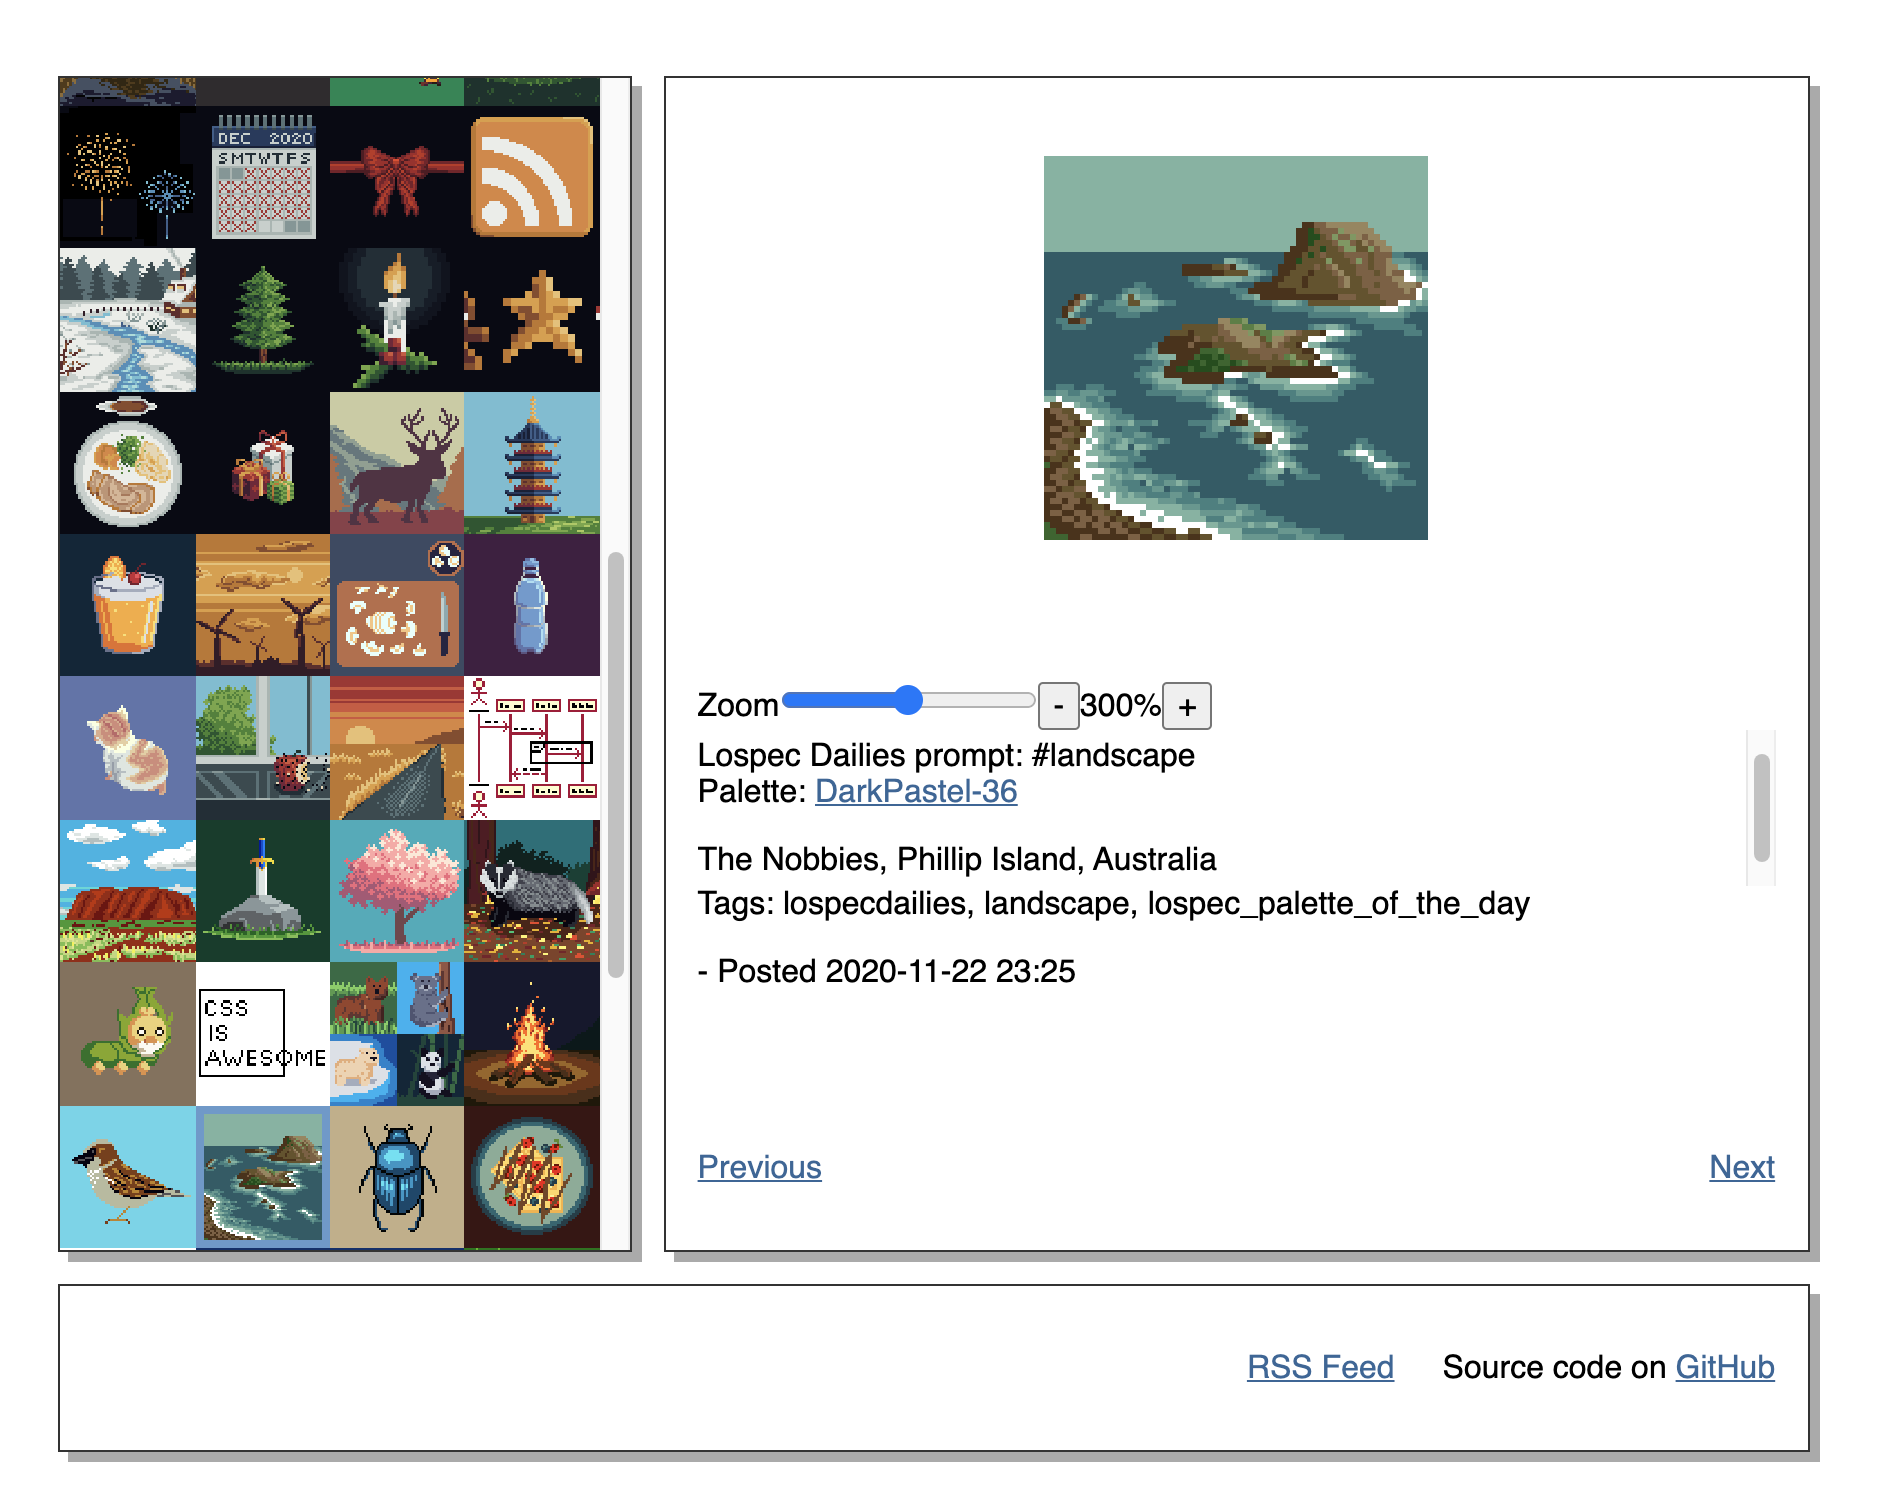 DEC 2020
SMTWTFS
CSS
IS
AWESOME
Zoom - 300% +
Lospec Dailies prompt: #landscape
Palette: DarkPastel-36
The Nobbies, Phillip Island, Australia
Tags: lospecdailies, landscape, lospec_palette_of_the_day
- Posted 2020-11-22 23:25
Previous Next
RSS Feed Source code on GitHub